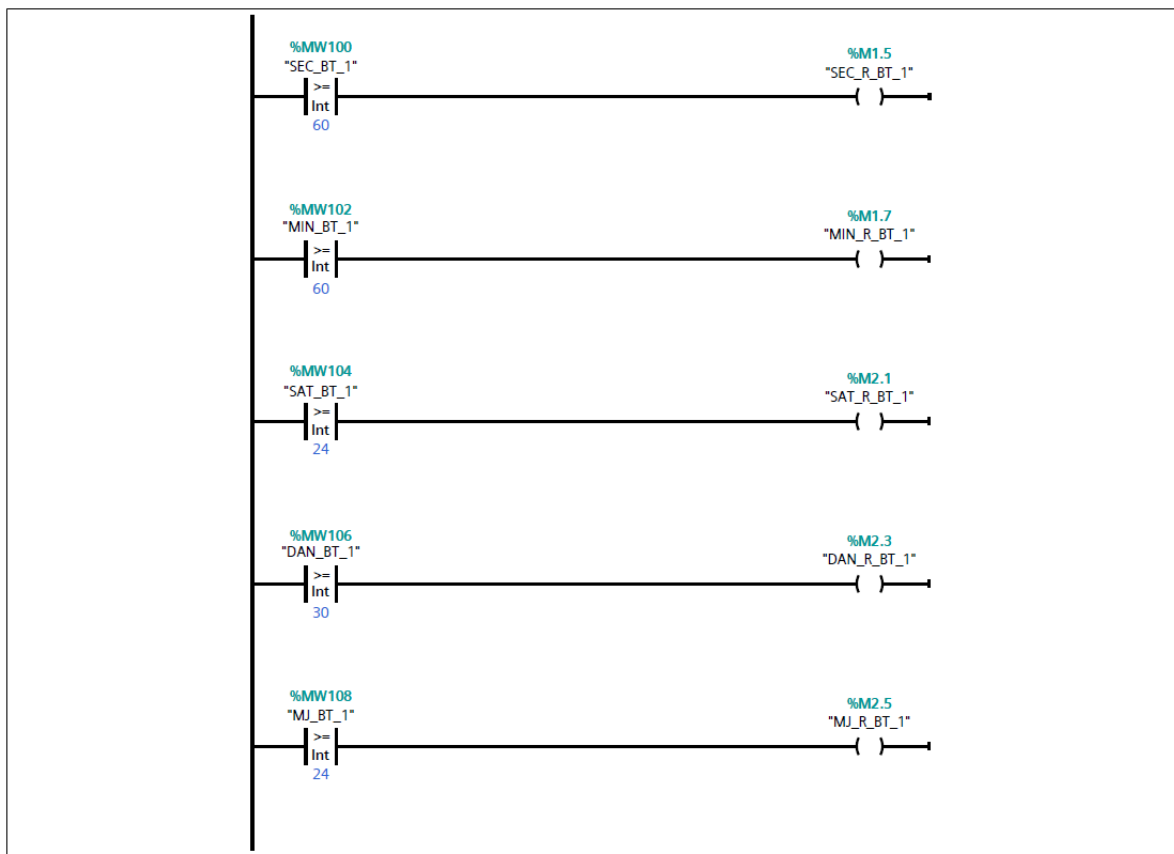 %MW100
"SEC_BT_1"
>=
Int
60
%M1.5
"SEC_R_BT_1"
%MW102
"MIN_BT_1"
>=
Int
60
%M1.7
"MIN_R_BT_1"
%MW104
"SAT_BT_1"
>=
Int
24
%M2.1
"SAT_R_BT_1"
%MW106
"DAN_BT_1"
>=
Int
30
%M2.3
"DAN_R_BT_1"
%MW108
"MJ_BT_1"
>=
Int
24
%M2.5
"MJ_R_BT_1"